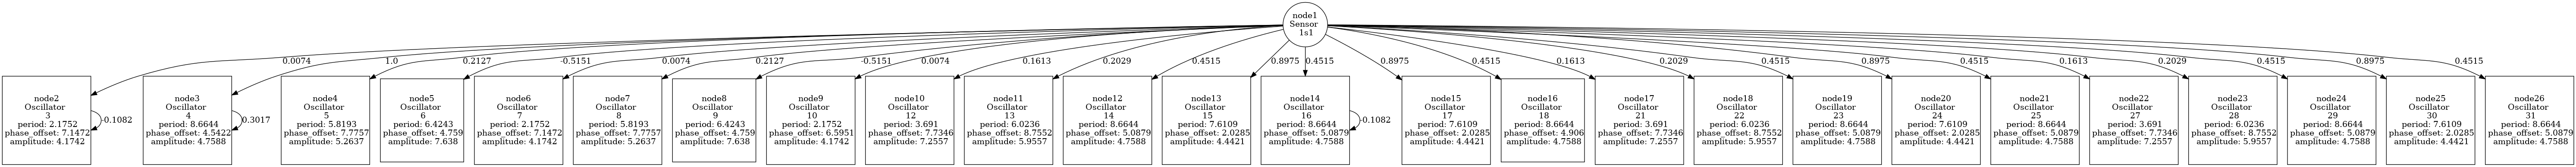 node1
Sensor
1s1
0.0074
1.0
0.2127
-0.5151
0.0074
0.2127
-0.5151
0.0074
0.1613
0.2029
0.4515
0.8975
0.4515
0.8975
0.4515
0.1613
0.2029
0.4515
0.8975
0.4515
0.1613
0.2029
0.4515
0.8975
0.4515
node2
Oscillator
3
period: 2.1752
phase_offset: 7.1472
amplitude: 4.1742
-0.1082
node3
Oscillator
4
period: 8.6644
phase_offset: 4.5422
amplitude: 4.7588
0.3017
node4
Oscillator
5
period: 5.8193
phase_offset: 7.7757
amplitude: 5.2637
node5
Oscillator
6
period: 6.4243
phase_offset: 4.759
amplitude: 7.638
node6
Oscillator
7
period: 2.1752
phase_offset: 7.1472
amplitude: 4.1742
node7
Oscillator
8
period: 5.8193
phase_offset: 7.7757
amplitude: 5.2637
node8
Oscillator
9
period: 6.4243
phase_offset: 4.759
amplitude: 7.638
node9
Oscillator
10
period: 2.1752
phase_offset: 6.5951
amplitude: 4.1742
node10
Oscillator
12
period: 3.691
phase_offset: 7.7346
amplitude: 7.2557
node11
Oscillator
13
period: 6.0236
phase_offset: 8.7552
amplitude: 5.9557
node12
Oscillator
14
period: 8.6644
phase_offset: 5.0879
amplitude: 4.7588
node13
Oscillator
15
period: 7.6109
phase_offset: 2.0285
amplitude: 4.4421
node14
Oscillator
16
period: 8.6644
phase_offset: 5.0879
amplitude: 4.7588
-0.1082
node15
Oscillator
17
period: 7.6109
phase_offset: 2.0285
amplitude: 4.4421
node16
Oscillator
18
period: 8.6644
phase_offset: 4.906
amplitude: 4.7588
node17
Oscillator
21
period: 3.691
phase_offset: 7.7346
amplitude: 7.2557
node18
Oscillator
22
period: 6.0236
phase_offset: 8.7552
amplitude: 5.9557
node19
Oscillator
23
period: 8.6644
phase_offset: 5.0879
amplitude: 4.7588
node20
Oscillator
24
period: 7.6109
phase_offset: 2.0285
amplitude: 4.4421
node21
Oscillator
25
period: 8.6644
phase_offset: 5.0879
amplitude: 4.7588
node22
Oscillator
27
period: 3.691
phase_offset: 7.7346
amplitude: 7.2557
node23
Oscillator
28
period: 6.0236
phase_offset: 8.7552
amplitude: 5.9557
node24
Oscillator
29
period: 8.6644
phase_offset: 5.0879
amplitude: 4.7588
node25
Oscillator
30
period: 7.6109
phase_offset: 2.0285
amplitude: 4.4421
node26
Oscillator
31
period: 8.6644
phase_offset: 5.0879
amplitude: 4.7588